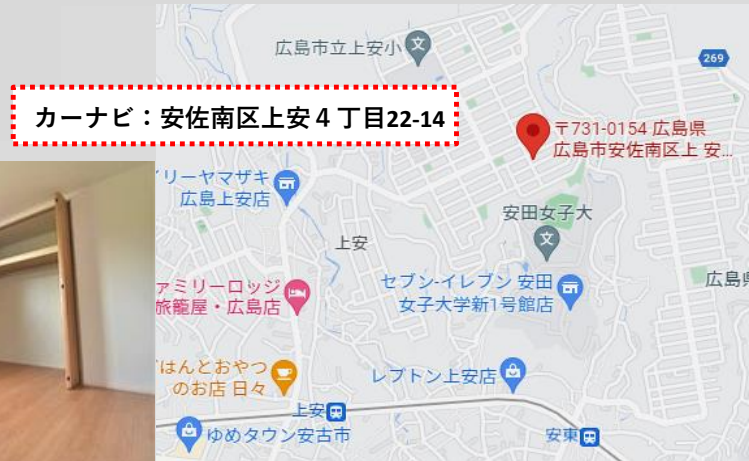 広島市立上安小
269
カーナビ：安佐南区上安４丁目22-14
〒731-0154 広島県
広島市安佐南区上 安...
リーヤマザキ
広島上安店
安田女子大
上安
セブン-イレブン 安田
女子大学新1号館店
広島県
ァミリーロッジ
旅籠屋・広島店
はんとおやつ
のお店 日々
レプトン上安店
上安
ゆめタウン安古市
安東